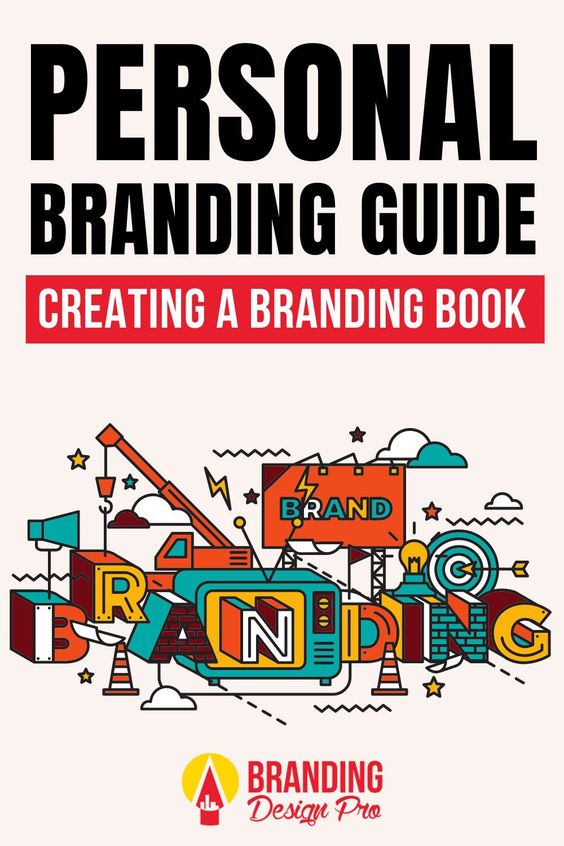 PERSONAL
BRANDING GUIDE
CREATING A BRANDING BOOK
BRAND
BRANDING
BRANDING
Design Pro